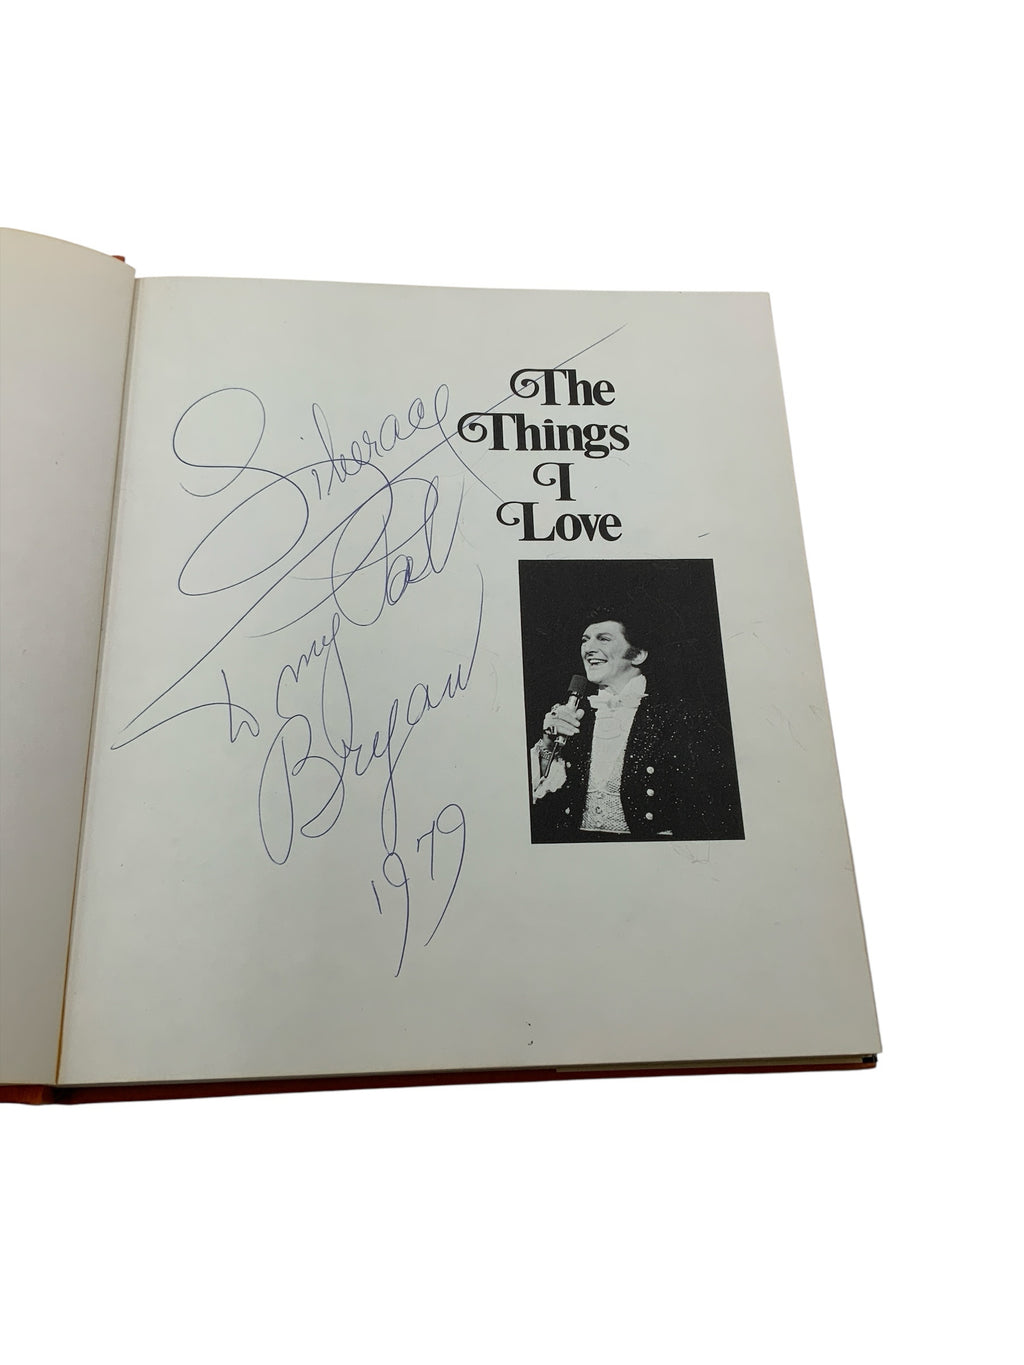 Liberace
to my Pal
Bryan
1979
The
Things
I
Love